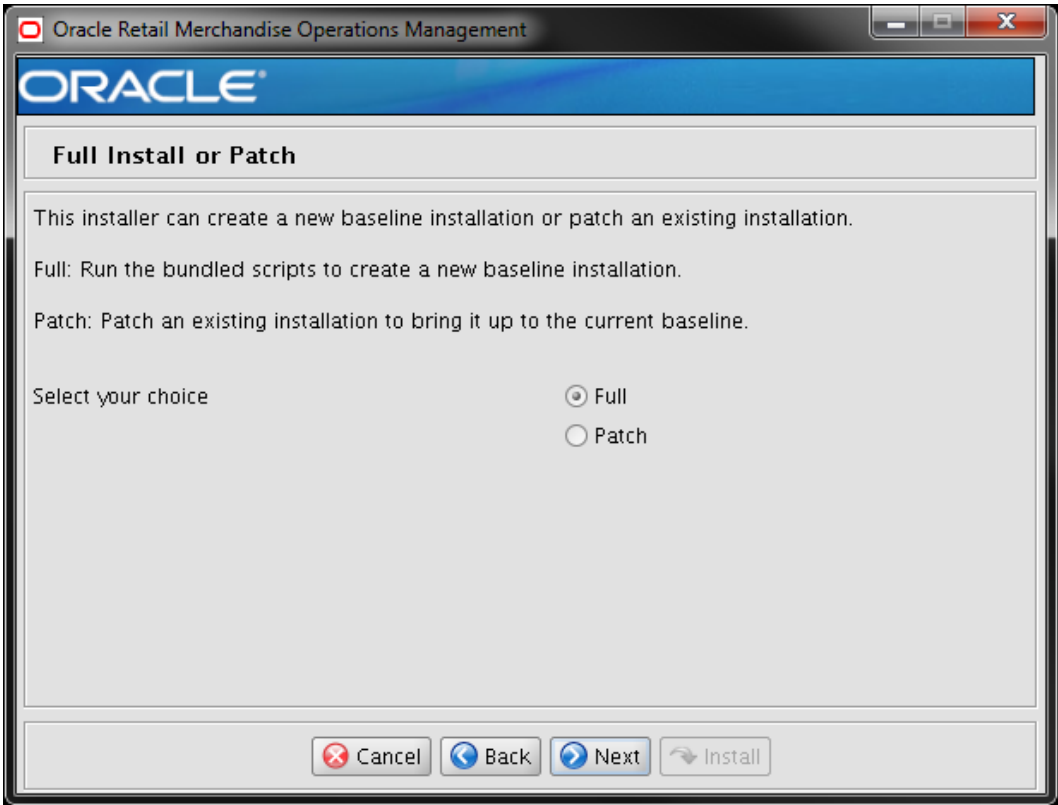 Oracle Retail Merchandise Operations Management
ORACLE®
Full Install or Patch
This installer can create a new baseline installation or patch an existing installation.
Full: Run the bundled scripts to create a new baseline installation.
Patch: Patch an existing installation to bring it up to the current baseline.
Select your choice Full
Patch
Cancel Back Next Install